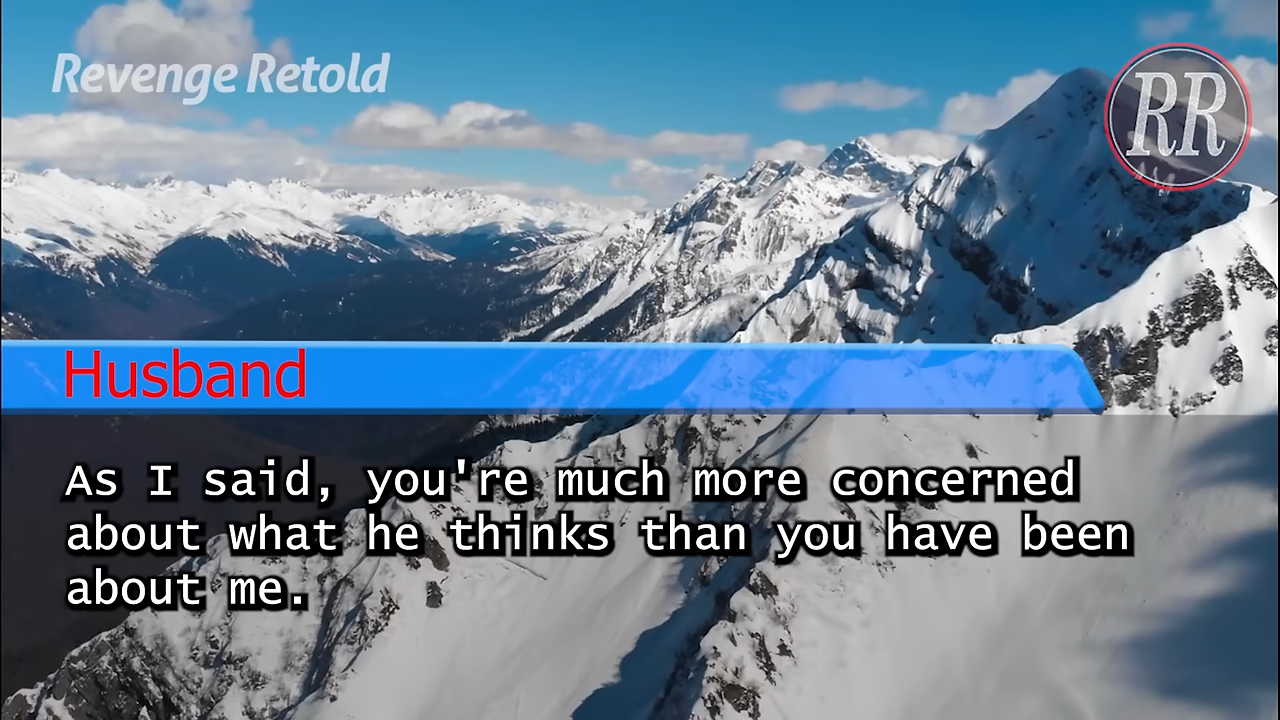 Revenge Retold
RR
Husband
As I said, you're much more concerned
about what he thinks than you have been
about me.